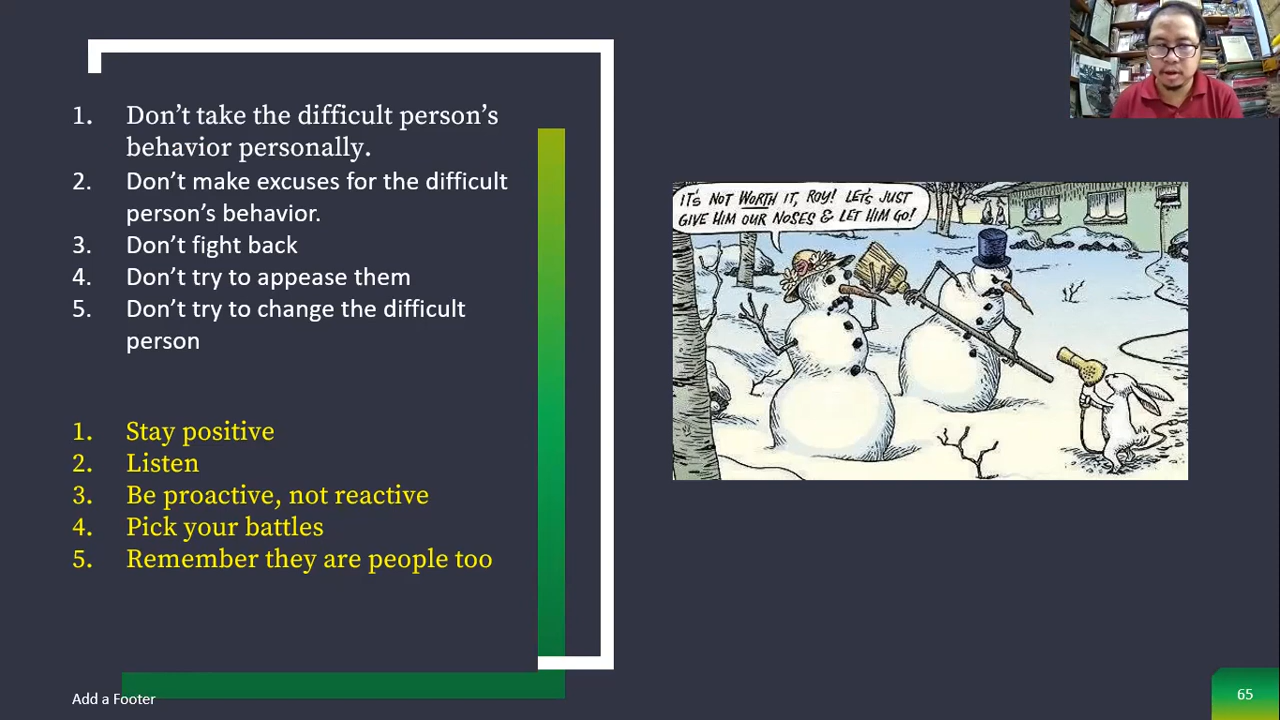 1. Don’t take the difficult person’s
behavior personally.
2. Don’t make excuses for the difficult
person’s behavior.
3. Don’t fight back
4. Don’t try to appease them
5. Don’t try to change the difficult
person
1. Stay positive
2. Listen
3. Be proactive, not reactive
4. Pick your battles
5. Remember they are people too
IT'S NOT WORTH IT, ROY! LET'S JUST
GIVE HIM OUR NOSES & LET HIM GO!
Add a Footer
65